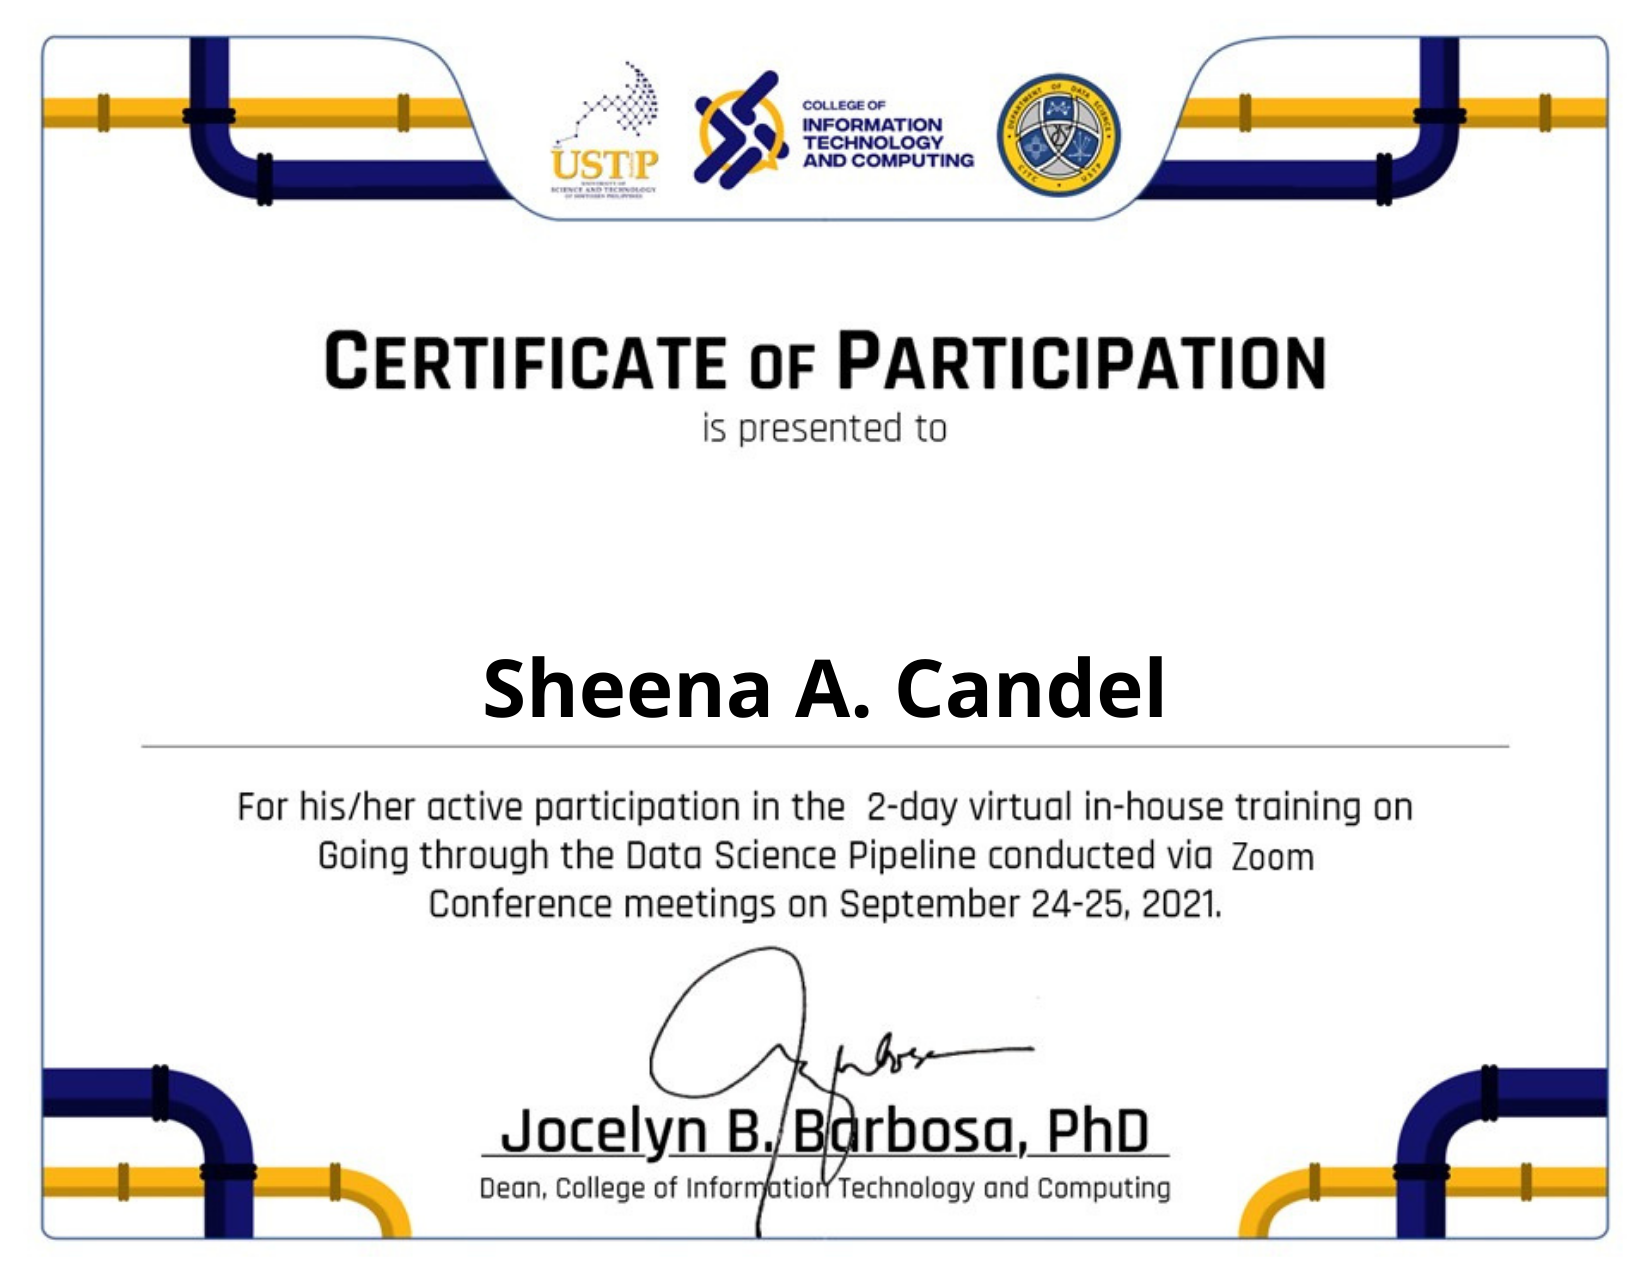 USTP
UNIVERSITY OF
SCIENCE AND TECHNOLOGY
OF SOUTHERN PHILIPPINES
COLLEGE OF
INFORMATION
TECHNOLOGY
AND COMPUTING
DEPARTMENT OF DATA SCIENCE
CITC • USTP
CERTIFICATE OF PARTICIPATION
is presented to
Sheena A. Candel
For his/her active participation in the 2-day virtual in-house training on
Going through the Data Science Pipeline conducted via Zoom
Conference meetings on September 24-25, 2021.
Jocelyn B. Barbosa, PhD
Dean, College of Information Technology and Computing